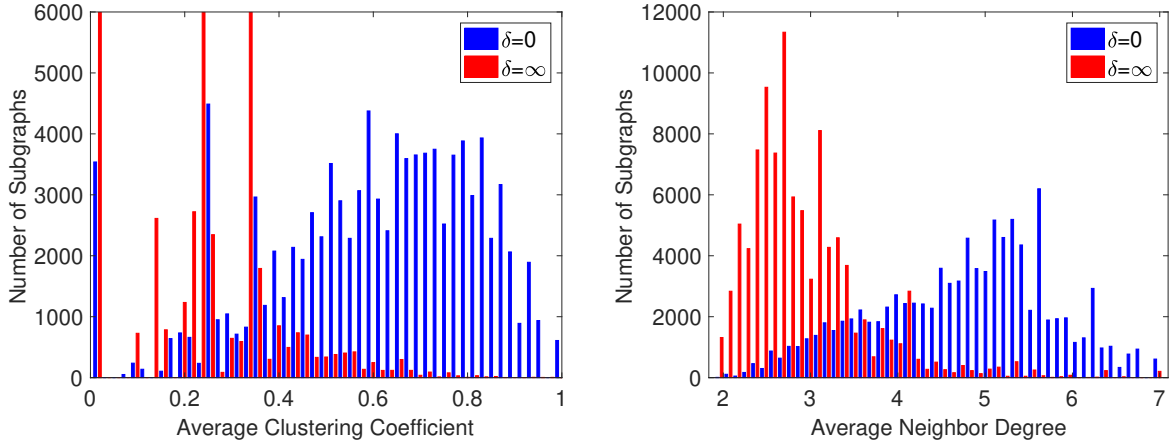 6000
5000
4000
3000
2000
1000
0
0 0.2 0.4 0.6 0.8 1
Number of Subgraphs
Average Clustering Coefficient
δ=0
δ=∞
12000
10000
8000
6000
4000
2000
0
2 3 4 5 6 7
Number of Subgraphs
Average Neighbor Degree
δ=0
δ=∞